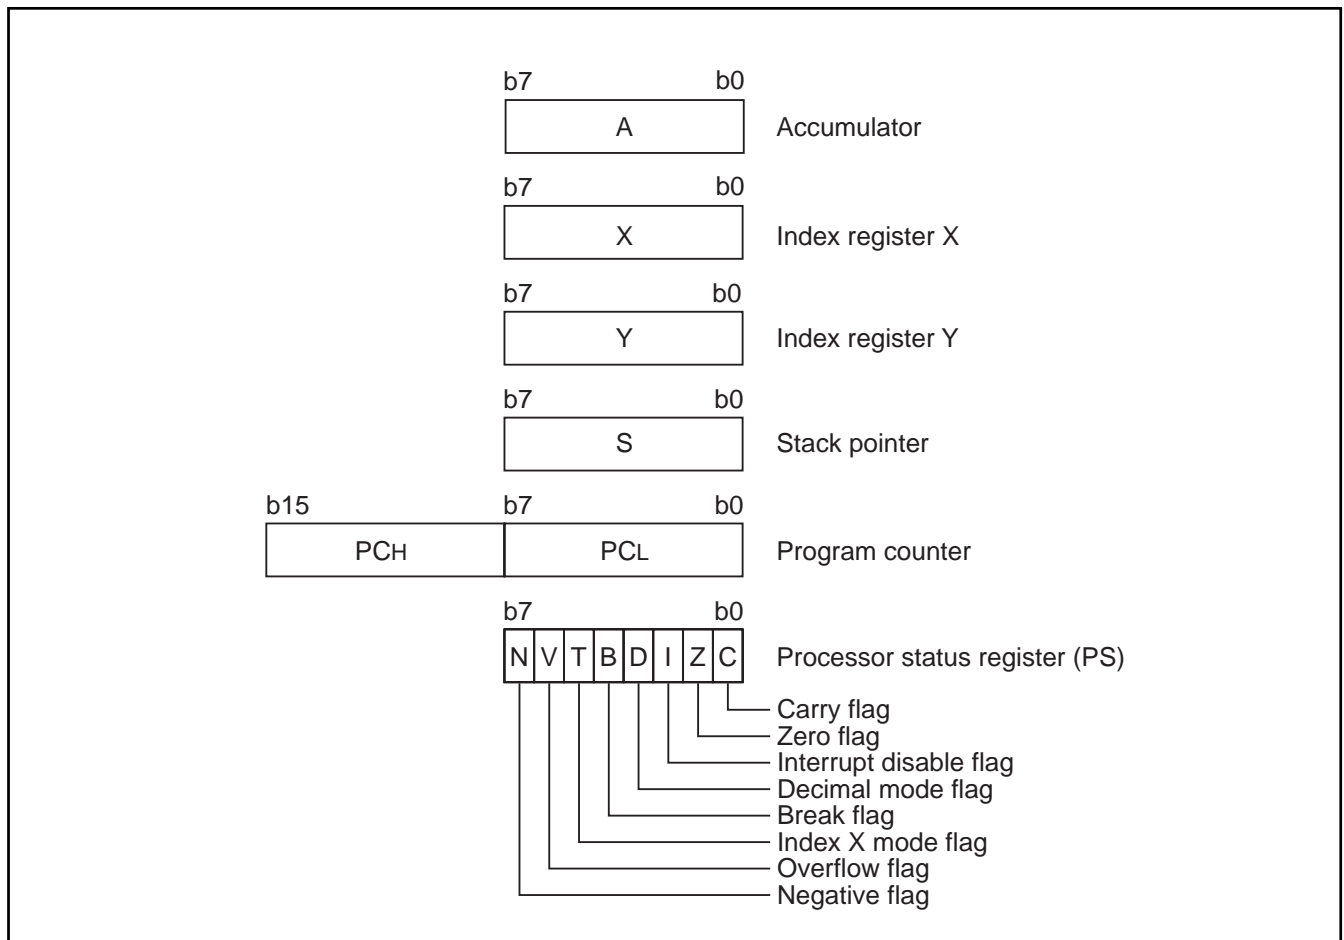 b7 b0
A Accumulator
b7 b0
X Index register X
b7 b0
Y Index register Y
b7 b0
S Stack pointer
b15 b7 b0
PCH PCL Program counter
b7 b0
N V T B D I Z C Processor status register (PS)
Carry flag
Zero flag
Interrupt disable flag
Decimal mode flag
Break flag
Index X mode flag
Overflow flag
Negative flag